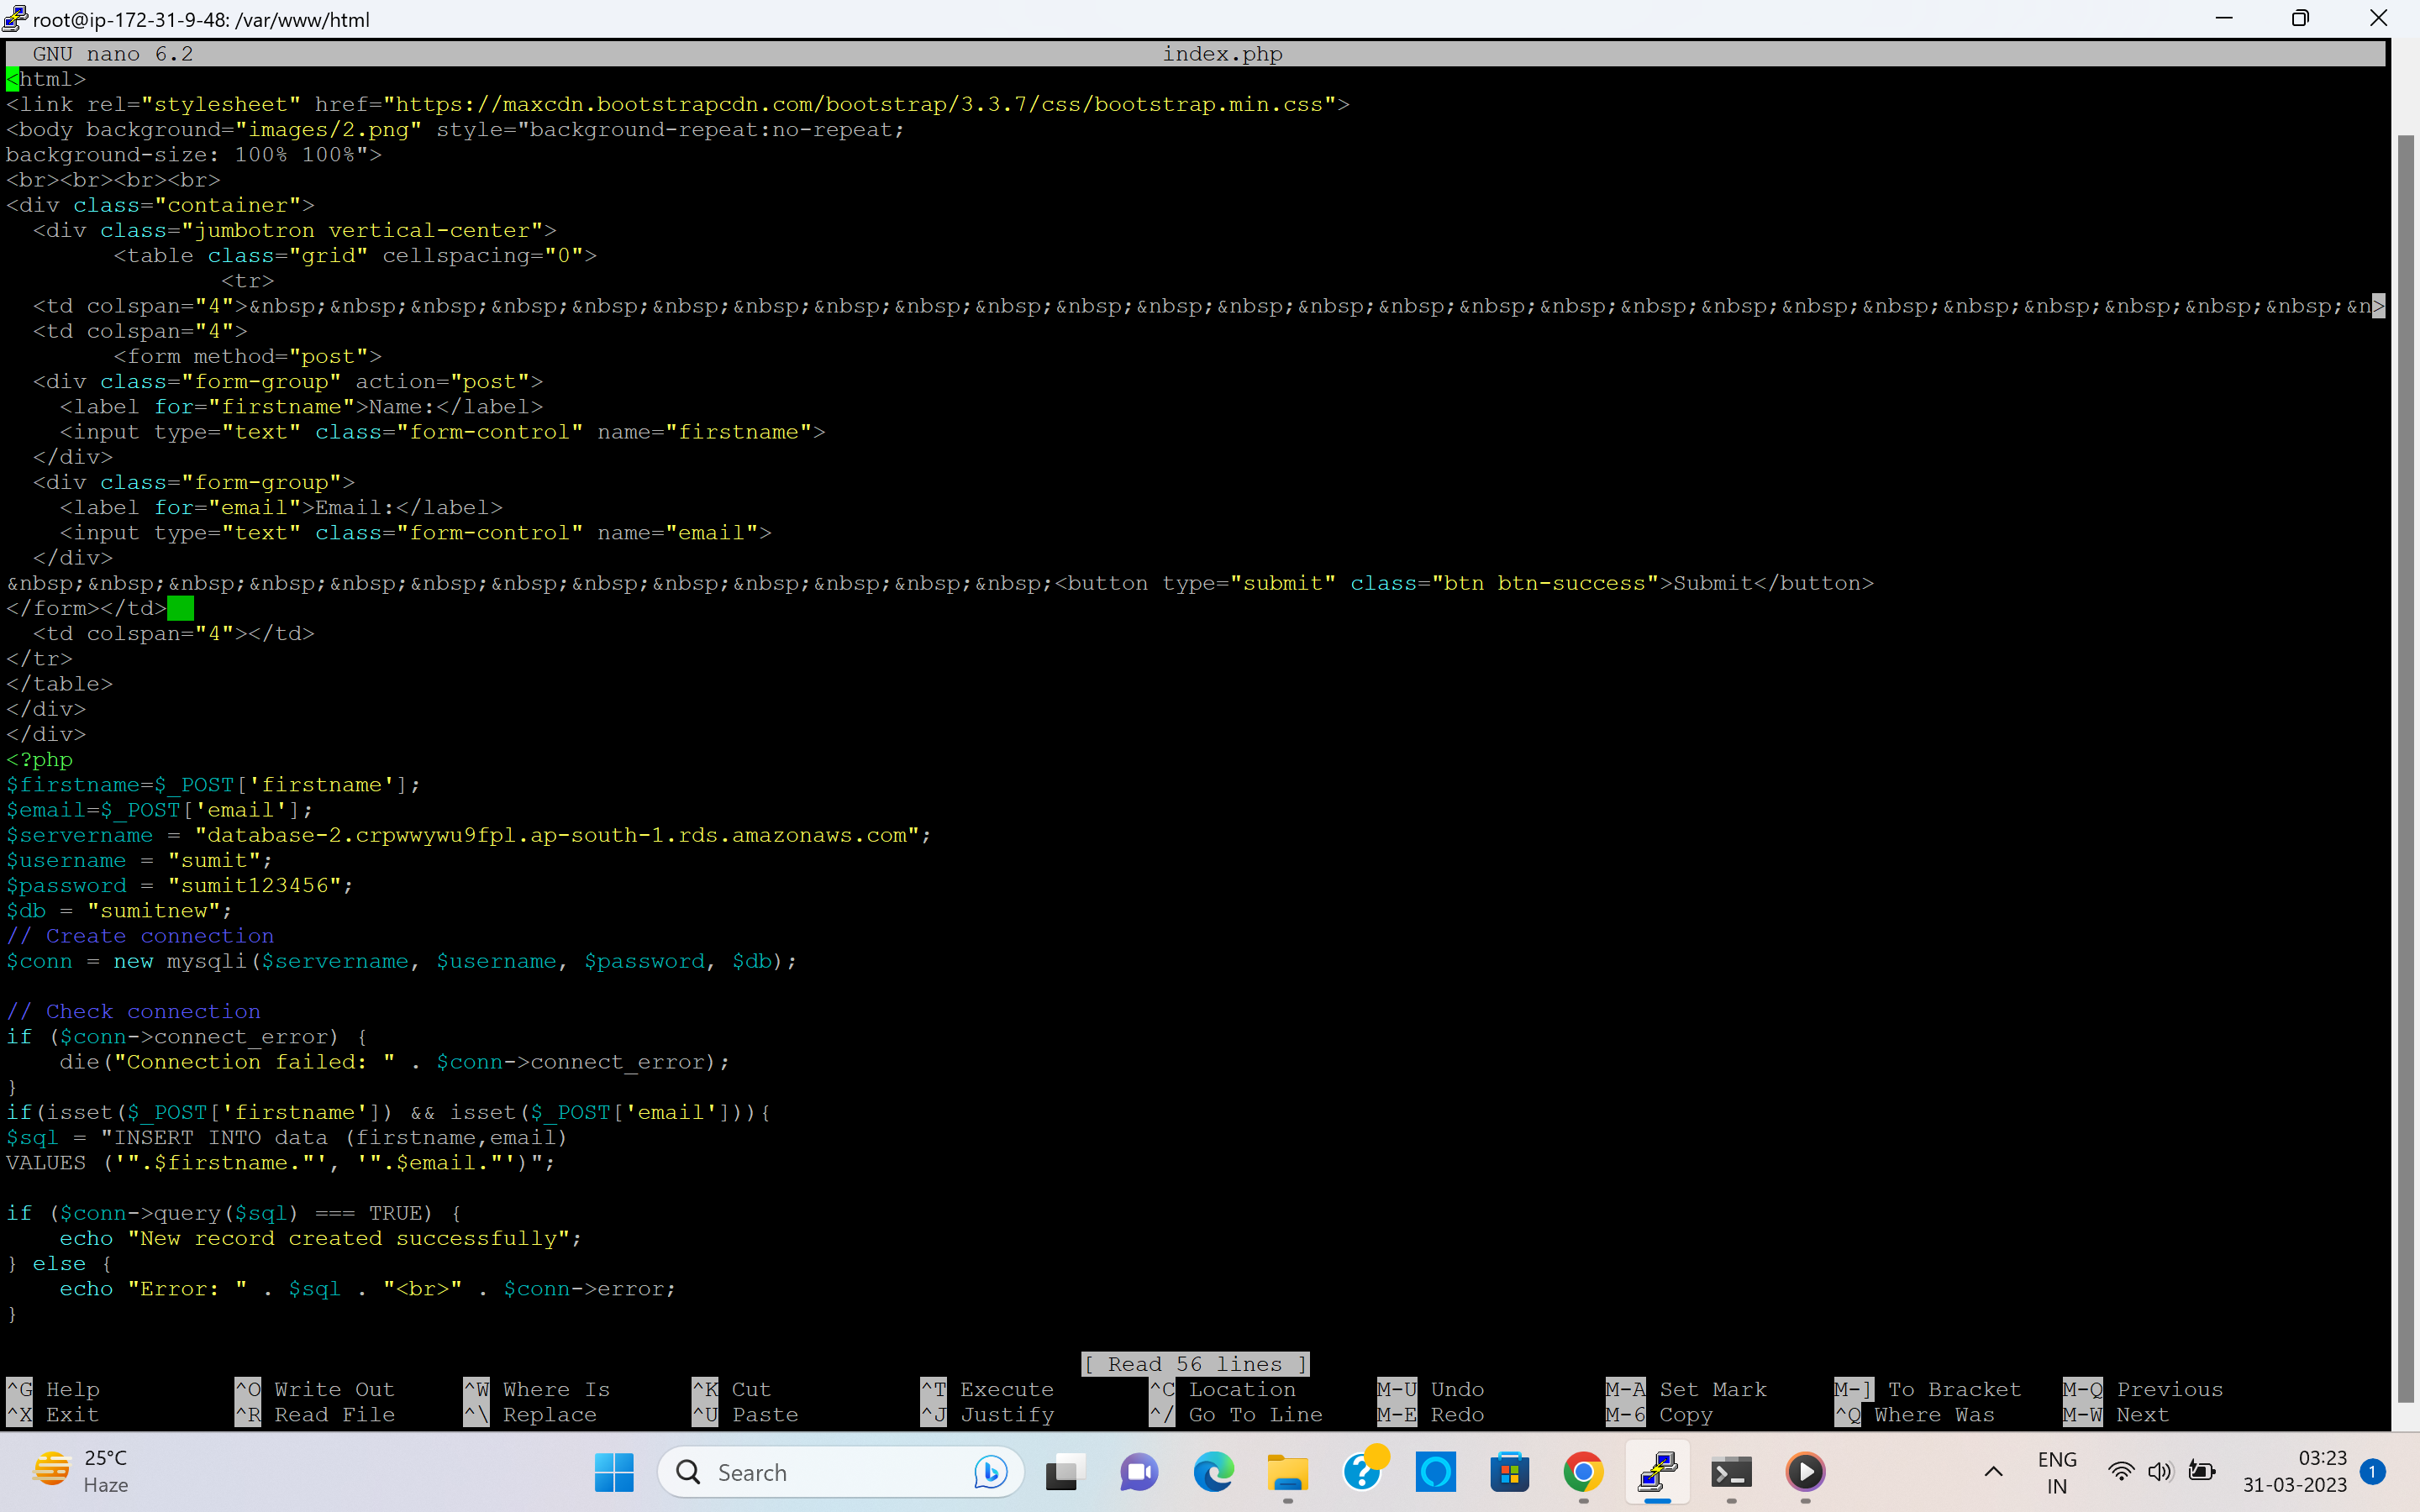 root@ip-172-31-9-48: /var/www/html
GNU nano 6.2 index.php
<html>
<link rel="stylesheet" href="https://maxcdn.bootstrapcdn.com/bootstrap/3.3.7/css/bootstrap.min.css">
<body background="images/2.png" style="background-repeat:no-repeat;
background-size: 100% 100%">
<br><br><br><br>
<div class="container">
  <div class="jumbotron vertical-center">
        <table class="grid" cellspacing="0">
                <tr>
  <td colspan="4">&nbsp;&nbsp;&nbsp;&nbsp;&nbsp;&nbsp;&nbsp;&nbsp;&nbsp;&nbsp;&nbsp;&nbsp;&nbsp;&nbsp;&nbsp;&nbsp;&nbsp;&nbsp;&nbsp;&nbsp;&nbsp;&nbsp;&nbsp;&nbsp;&nbsp;&nbsp;&n>
  <td colspan="4">
        <form method="post">
  <div class="form-group" action="post">
    <label for="firstname">Name:</label>
    <input type="text" class="form-control" name="firstname">
  </div>
  <div class="form-group">
    <label for="email">Email:</label>
    <input type="text" class="form-control" name="email">
  </div>
&nbsp;&nbsp;&nbsp;&nbsp;&nbsp;&nbsp;&nbsp;&nbsp;&nbsp;&nbsp;&nbsp;&nbsp;&nbsp;<button type="submit" class="btn btn-success">Submit</button>
</form></td>
  <td colspan="4"></td>
</tr>
</table>
</div>
</div>
<?php
$firstname=$_POST['firstname'];
$email=$_POST['email'];
$servername = "database-2.crpwwywu9fpl.ap-south-1.rds.amazonaws.com";
$username = "sumit";
$password = "sumit123456";
$db = "sumitnew";
// Create connection
$conn = new mysqli($servername, $username, $password, $db);
// Check connection
if ($conn->connect_error) {
    die("Connection failed: " . $conn->connect_error);
}
if(isset($_POST['firstname']) && isset($_POST['email'])){
$sql = "INSERT INTO data (firstname,email)
VALUES ('".$firstname."', '".$email."')";
if ($conn->query($sql) === TRUE) {
    echo "New record created successfully";
} else {
    echo "Error: " . $sql . "<br>" . $conn->error;
}
[ Read 56 lines ]
^G Help ^O Write Out ^W Where Is ^K Cut ^T Execute ^C Location M-U Undo M-A Set Mark M-] To Bracket M-Q Previous
^X Exit ^R Read File ^\ Replace ^U Paste ^J Justify ^/ Go To Line M-E Redo M-6 Copy ^Q Where Was M-W Next
25°C
Haze
Search
ENG
IN
03:23
31-03-2023
1